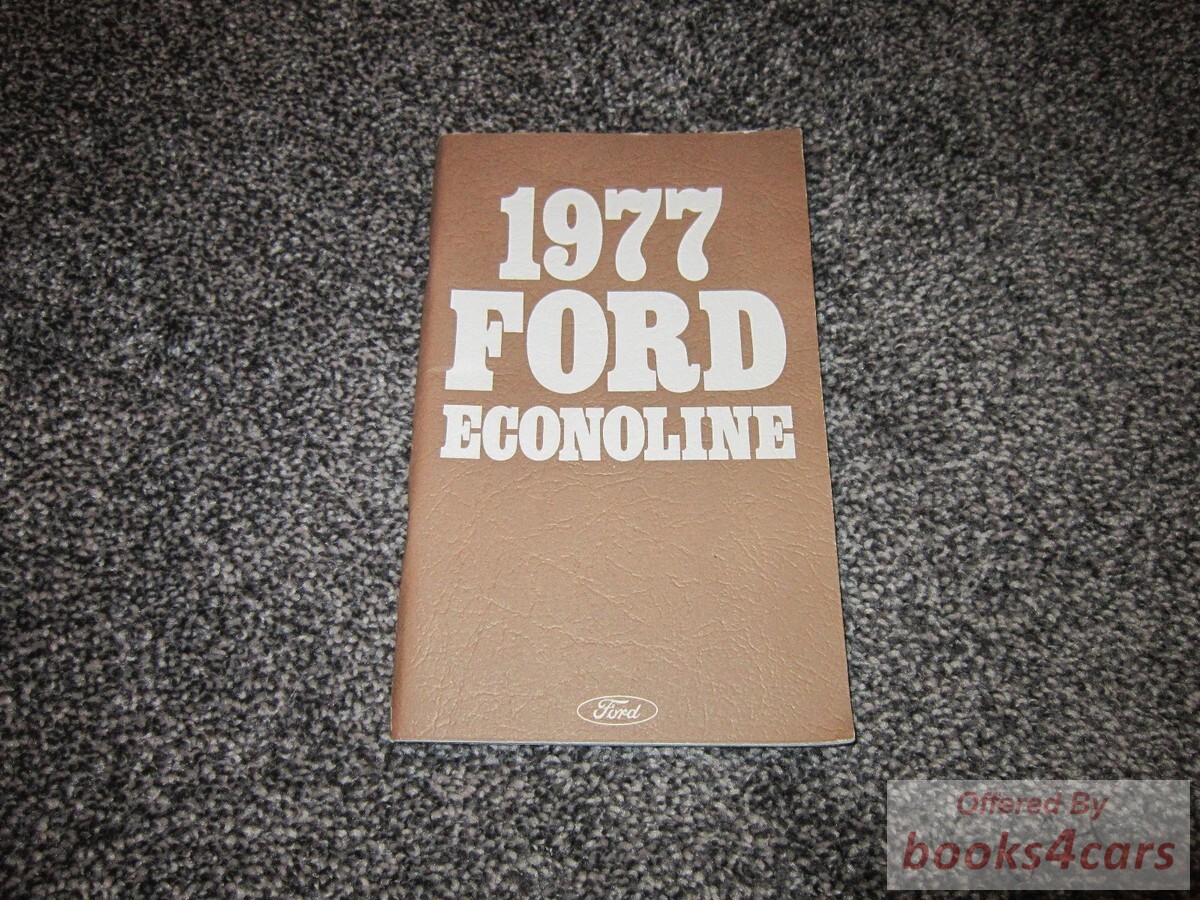 1977
FORD
ECONOLINE
Ford
Offered By
books4cars